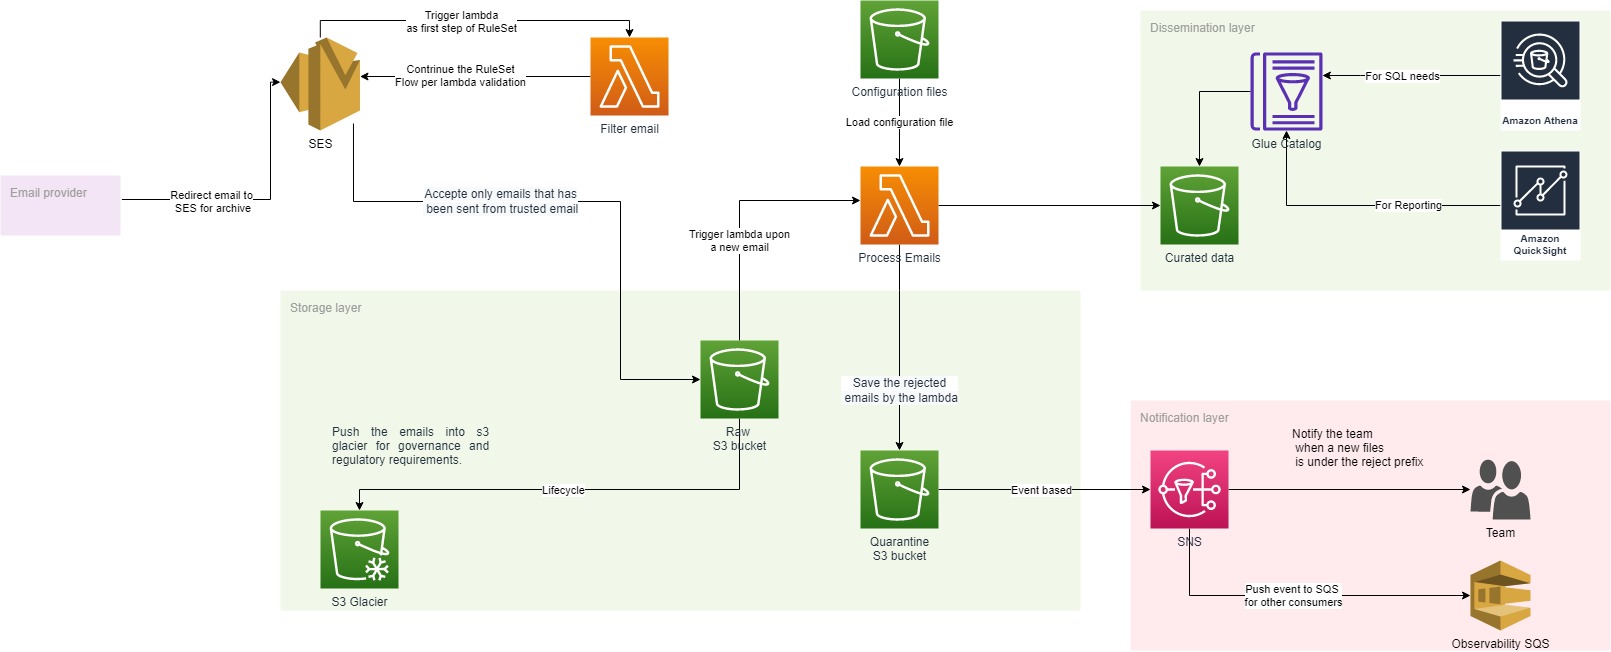 Trigger lambda
as first step of RuleSet
Contrinue the RuleSet
Flow per lambda validation
SES
Filter email
Email provider
Redirect email to
SES for archive
Accepte only emails that has
been sent from trusted email
Configuration files
Load configuration file
Trigger lambda upon
a new email
Process Emails
Dissemination layer
Glue Catalog
For SQL needs
Amazon Athena
For Reporting
Amazon
QuickSight
Curated data
Storage layer
Raw
S3 bucket
Push the emails into s3
glacier for governance and
regulatory requirements.
Lifecycle
S3 Glacier
Save the rejected
emails by the lambda
Quarantine
S3 bucket
Event based
Notification layer
SNS
Notify the team
when a new files
is under the reject prefix
Team
Push event to SQS
for other consumers
Observability SQS